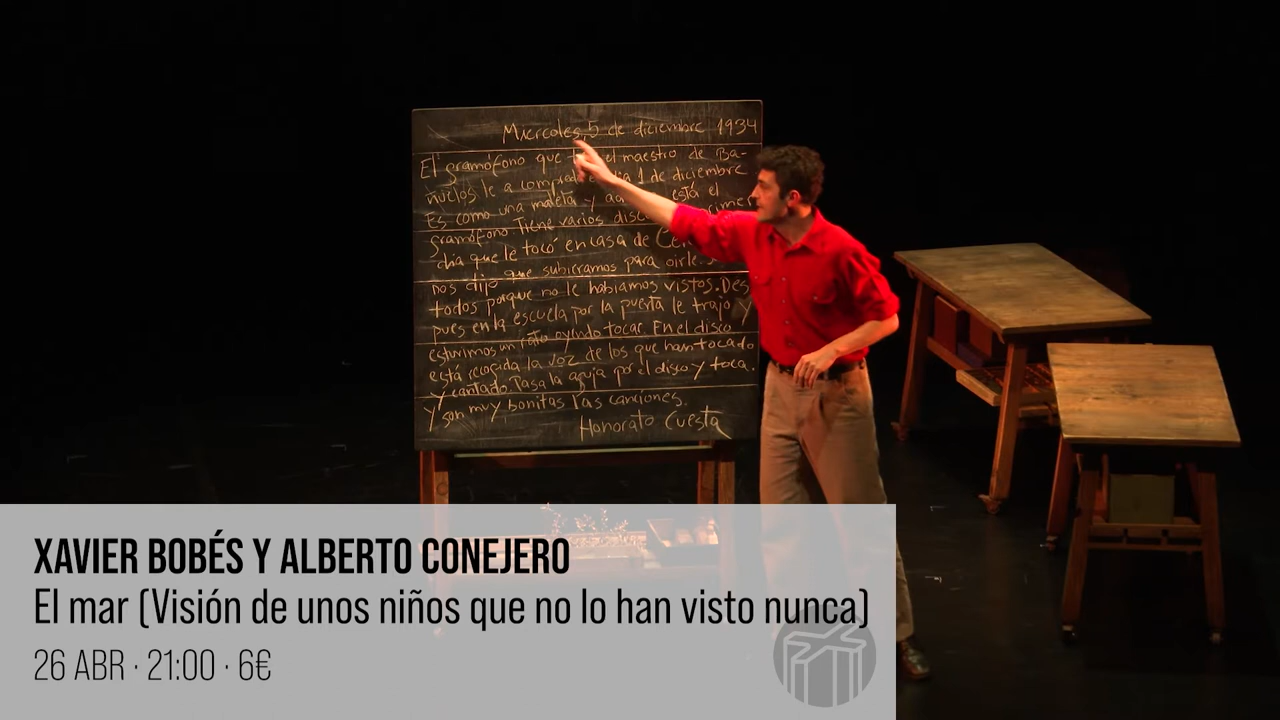 Miercoles, 5 de diciembre 1934
El gramófono que el maestro de Ba-
ñuelos le a comprado día 1 de diciembre
Es como una maleta y está el
gramófono. Tiene varios primer
día que le tocó en casa de
nos dijo que subieramos para oirle.
todos porque no le habíamos vistos. Des
pues en la escuela por la puerta le trajo y
estuvimos un rato oyendo tocar. En el disco
está recogida la voz de los que han tocado
y cantado. Pasa la aguja por el disco y toca.
Y son muy bonitas las canciones.
Honorato Cuesta
XAVIER BOBÉS Y ALBERTO CONEJERO
El mar (Visión de unos niños que no lo han visto nunca)
26 ABR · 21:00 · 6€